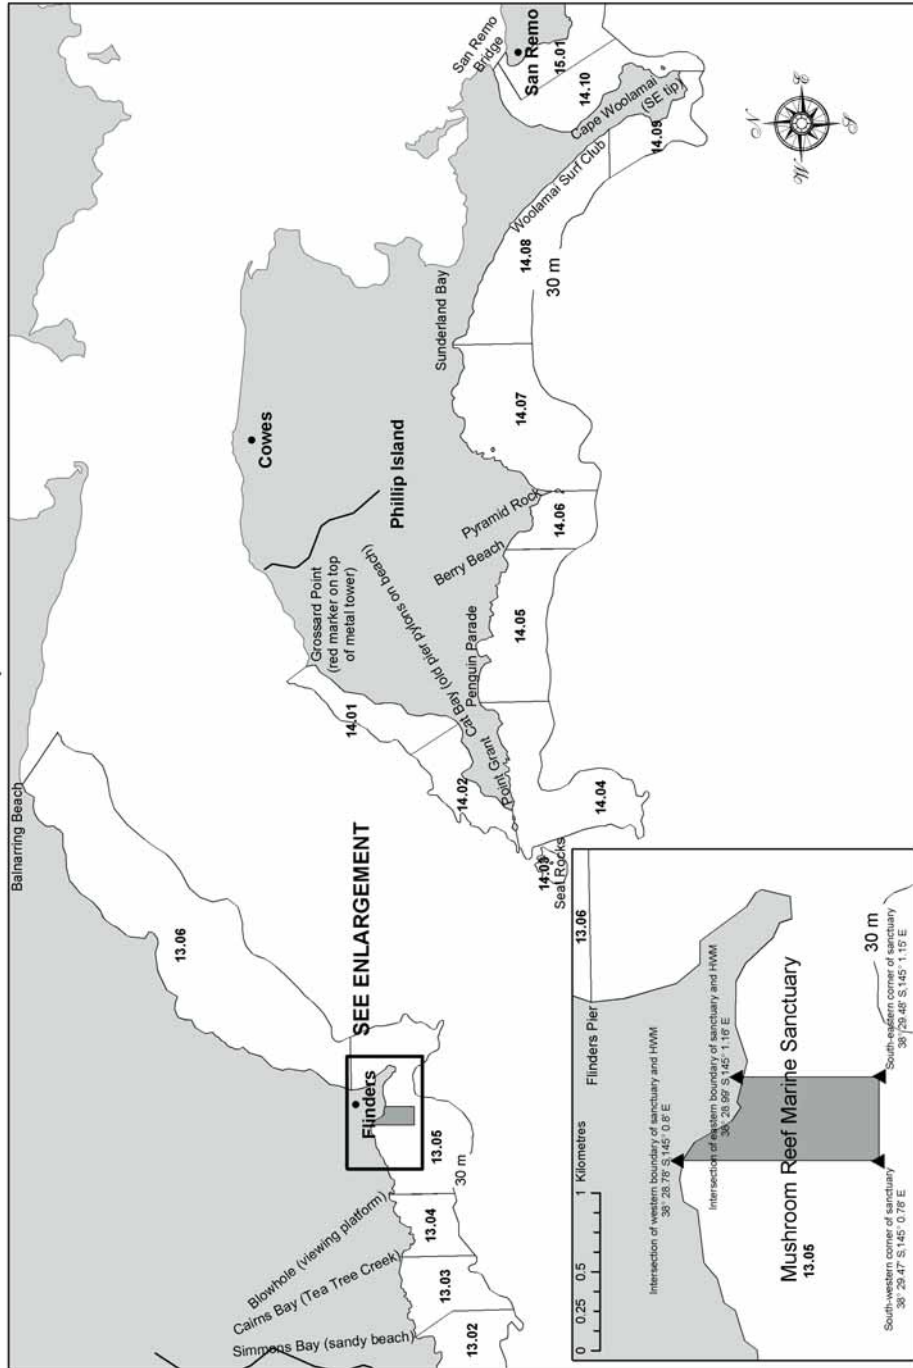 Balnarring Beach
San Remo
Bridge
San Remo
15.01
14.10
Cape Woolamai
(SE tip)
14.09
Woolamai Surf Club
14.08
30 m
Sunderland Bay
14.07
Cowes
Phillip Island
Pyramid Rock
14.06
Berry Beach
14.05
Penguin Parade
Cat Bay (old pier pylons on beach)
Grossard Point
(red marker on top
of metal tower)
14.01
14.02
Point Grant
14.04
14.03
Seal Rocks
13.06
SEE ENLARGEMENT
Flinders
13.05
30 m
Blowhole (viewing platform)
13.04
Cairns Bay (Tea Tree Creek)
13.03
Simmons Bay (sandy beach)
13.02
N
E
S
W
0 0.25 0.5 1 Kilometres
Flinders Pier
13.06
Intersection of western boundary of sanctuary and HWM
38° 28.78' S,145° 0.8' E
Intersection of eastern boundary of sanctuary and HWM
38° 28.99' S,145° 1.16' E
Mushroom Reef Marine Sanctuary
13.05
30 m
South-western corner of sanctuary
38° 29.47' S,145° 0.78' E
South-eastern corner of sanctuary
38° 29.48' S,145° 1.15' E